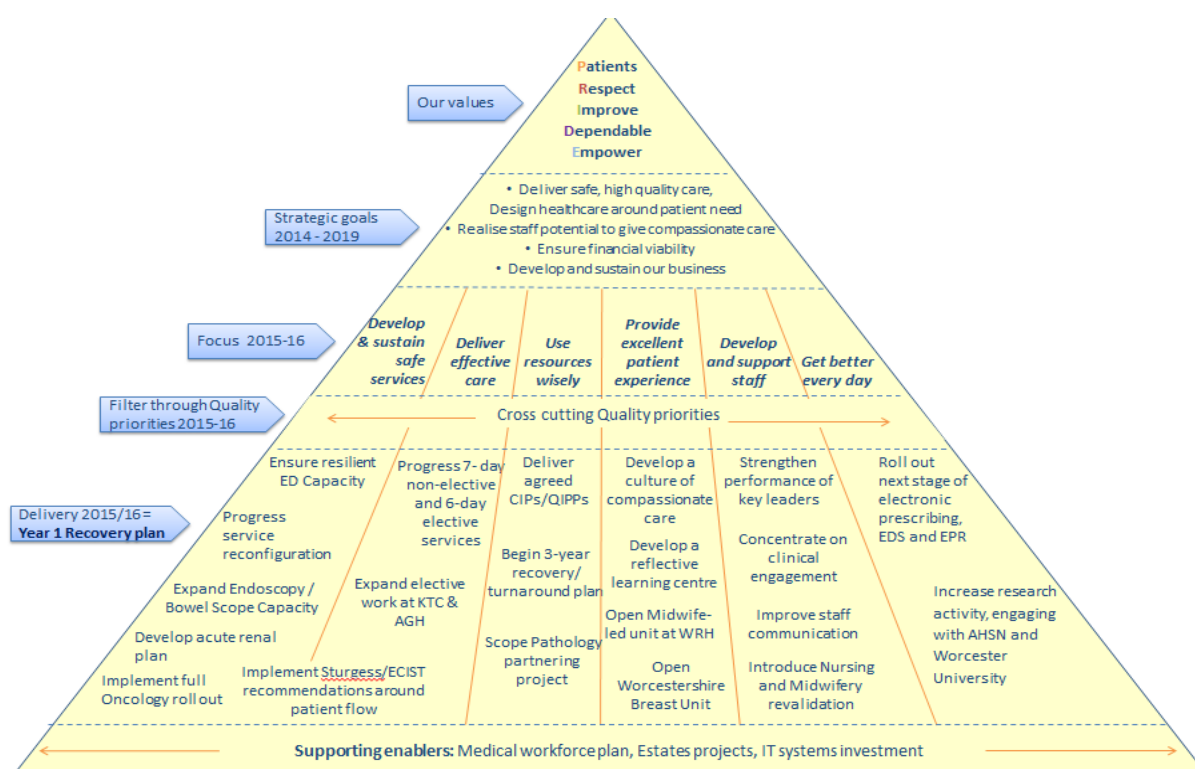 Our values
Patients
Respect
Improve
Dependable
Empower
Strategic goals
2014 - 2019
• Deliver safe, high quality care,
Design healthcare around patient need
• Realise staff potential to give compassionate care
• Ensure financial viability
• Develop and sustain our business
Focus 2015-16
Develop
& sustain
safe
services
Deliver
effective
care
Use
resources
wisely
Provide
excellent
patient
experience
Develop
and support
staff
Get better
every day
Filter through Quality
priorities 2015-16
Cross cutting Quality priorities
Delivery 2015/16 =
Year 1 Recovery plan
Ensure resilient
ED Capacity
Progress
service
reconfiguration
Expand Endoscopy /
Bowel Scope Capacity
Develop acute renal
plan
Implement full
Oncology roll out
Progress 7- day
non-elective
and 6-day
elective
services
Expand elective
work at KTC &
AGH
Implement Sturgess/ECIST
recommendations around
patient flow
Deliver
agreed
CIPs/QIPPs
Begin 3-year
recovery/
turnaround plan
Scope Pathology
partnering
project
Develop a
culture of
compassionate
care
Develop a
reflective
learning centre
Open Midwife-
led unit at WRH
Open
Worcestershire
Breast Unit
Strengthen
performance of
key leaders
Concentrate on
clinical
engagement
Improve staff
communication
Introduce Nursing
and Midwifery
revalidation
Roll out
next stage of
electronic
prescribing,
EDS and EPR
Increase research
activity, engaging
with AHSN and
Worcester
University
Supporting enablers: Medical workforce plan, Estates projects, IT systems investment